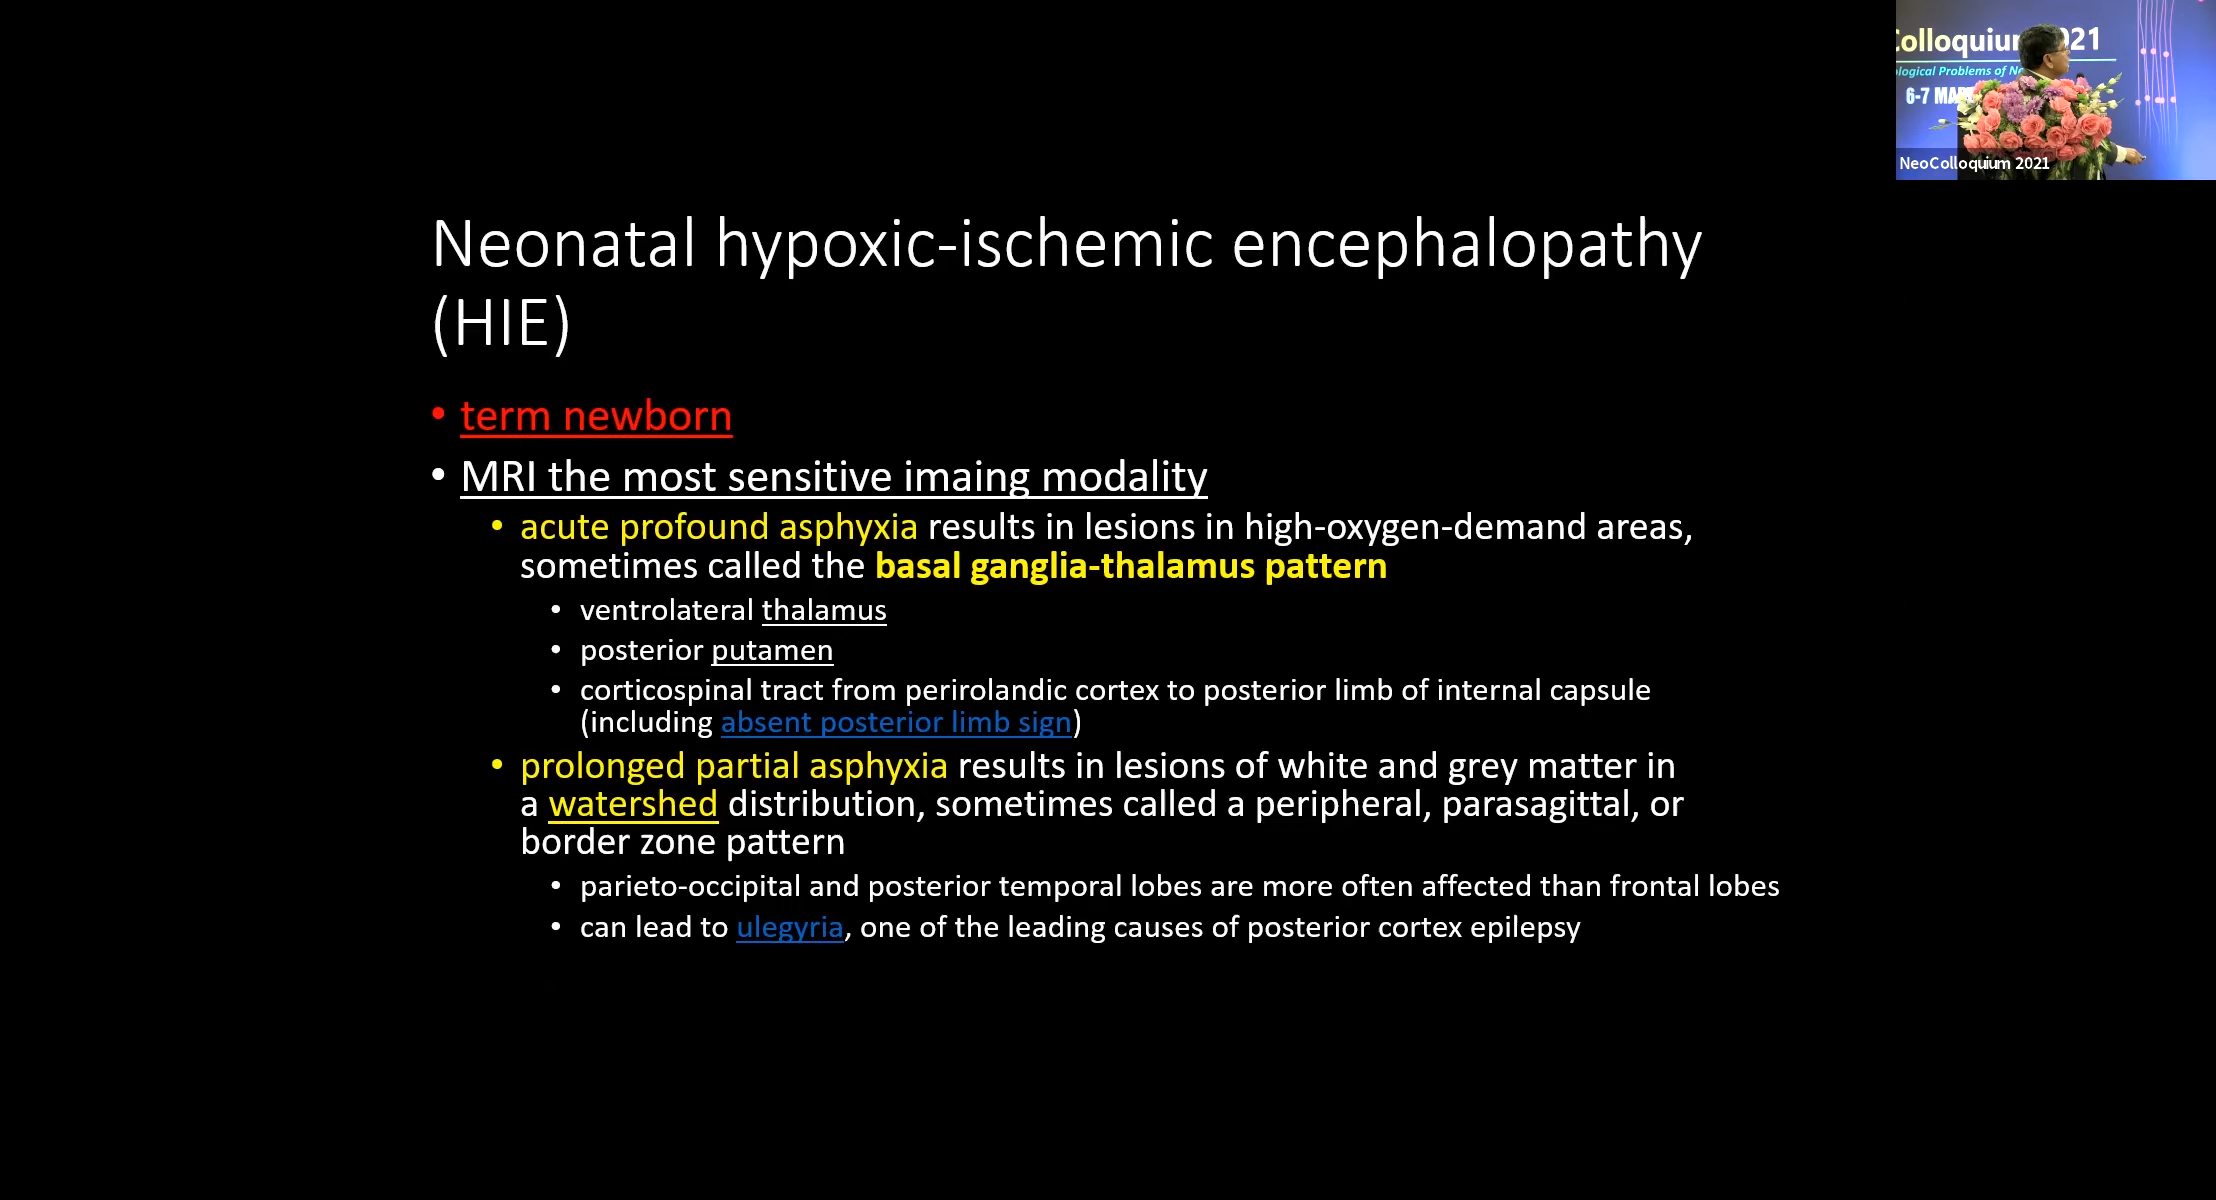 Colloquium 2021
6-7
NeoColloquium 2021
Neonatal hypoxic-ischemic encephalopathy
(HIE)
• term newborn
• MRI the most sensitive imaing modality
• acute profound asphyxia results in lesions in high-oxygen-demand areas,
sometimes called the basal ganglia-thalamus pattern
• ventrolateral thalamus
• posterior putamen
• corticospinal tract from perirolandic cortex to posterior limb of internal capsule
(including absent posterior limb sign)
• prolonged partial asphyxia results in lesions of white and grey matter in
a watershed distribution, sometimes called a peripheral, parasagittal, or
border zone pattern
• parieto-occipital and posterior temporal lobes are more often affected than frontal lobes
• can lead to ulegyria, one of the leading causes of posterior cortex epilepsy